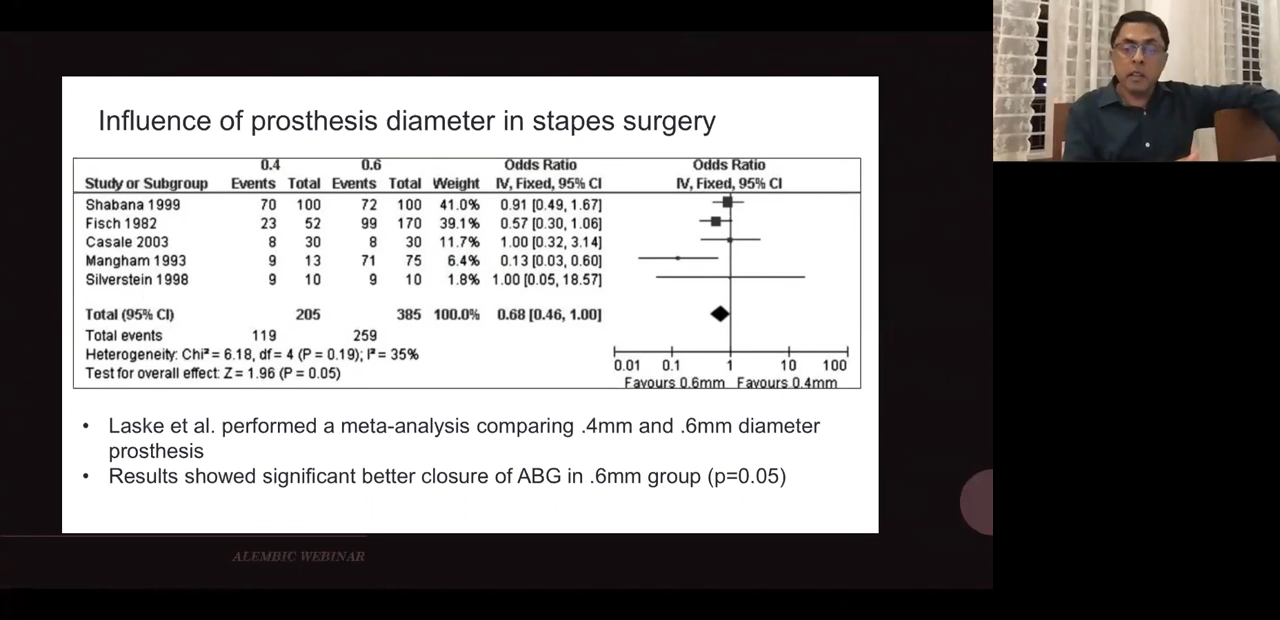 Influence of prosthesis diameter in stapes surgery
0.4 0.6 Odds Ratio Odds Ratio
Study or Subgroup Events Total Events Total Weight IV, Fixed, 95% CI IV, Fixed, 95% CI
Shabana 1999 70 100 72 100 41.0% 0.91 [0.49, 1.67]
Fisch 1982 23 52 99 170 39.1% 0.57 [0.30, 1.06]
Casale 2003 8 30 8 30 11.7% 1.00 [0.32, 3.14]
Mangham 1993 9 13 71 75 6.4% 0.13 [0.03, 0.60]
Silverstein 1998 9 10 9 10 1.8% 1.00 [0.05, 18.57]
Total (95% CI) 205 385 100.0% 0.68 [0.46, 1.00]
Total events 119 259
Heterogeneity: Chi² = 6.18, df = 4 (P = 0.19); I² = 35%
Test for overall effect: Z = 1.96 (P = 0.05)
0.01 0.1 1 10 100
Favours 0.6mm Favours 0.4mm
• Laske et al. performed a meta-analysis comparing .4mm and .6mm diameter
prosthesis
• Results showed significant better closure of ABG in .6mm group (p=0.05)
ALEMBIC WEBINAR